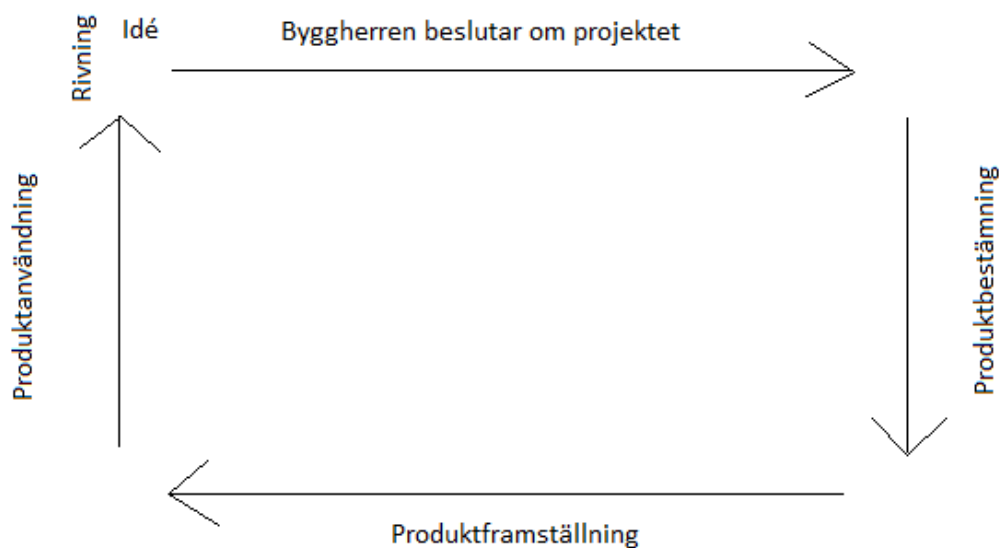 Idé
Byggherren beslutar om projektet
Produktbestämning
Produktframställning
Produktanvändning
Rivning